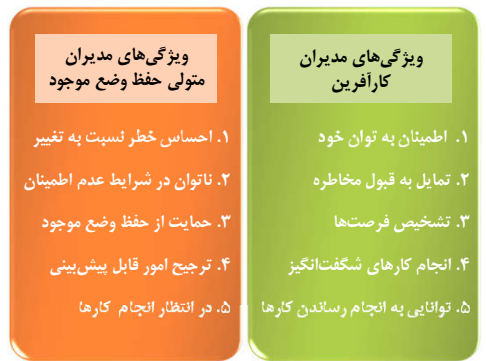 ویژگی‌های مدیران
کارآفرین
۱. اطمینان به توان خود
۲. تمایل به قبول مخاطره
۳. تشخیص فرصت‌ها
۴. انجام کارهای شگفت‌انگیز
۵. توانایی به انجام رساندن کارها
ویژگی‌های مدیران
متولی حفظ وضع موجود
۱. احساس خطر نسبت به تغییر
۲. ناتوان در شرایط عدم اطمینان
۳. حمایت از حفظ وضع موجود
۴. ترجیح امور قابل پیش‌بینی
۵. در انتظار انجام کارها